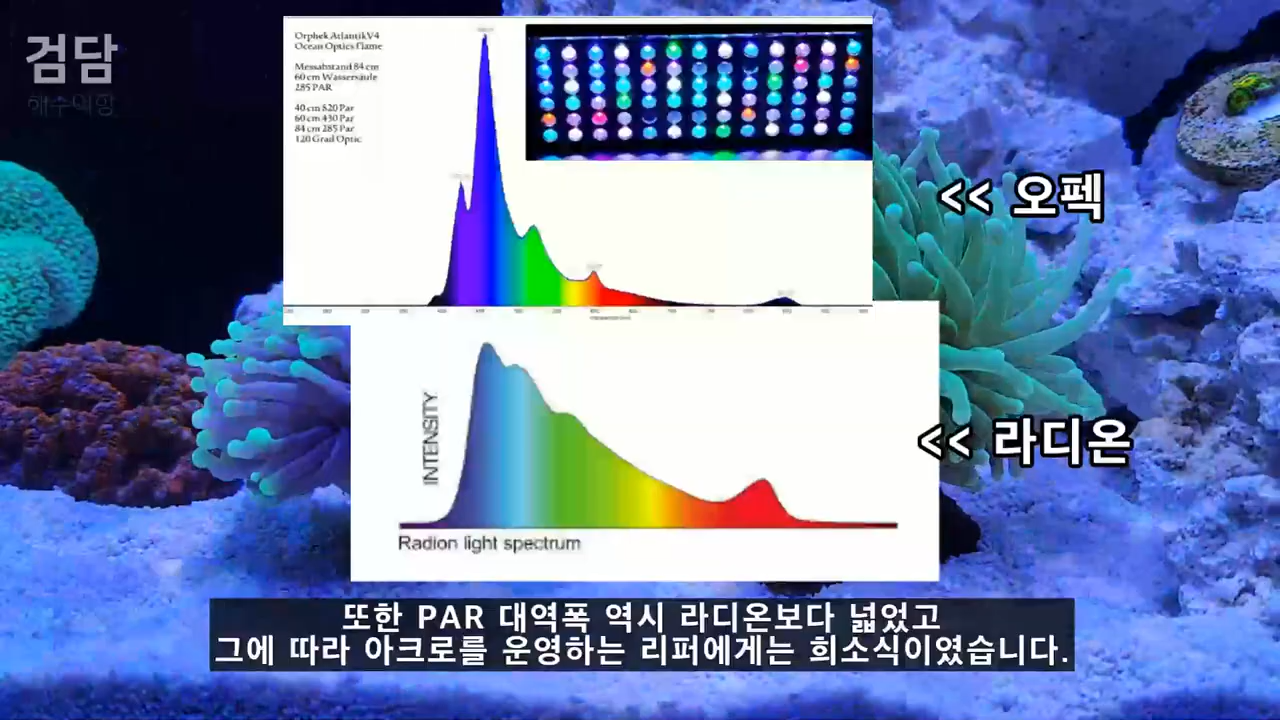 검담
해수어항
Orphek AtlantikV4
Ocean Optics Flame
Messabstand 84 cm
60 cm Wassersäule
285 PAR
40 cm 820 Par
60 cm 430 Par
84 cm 285 Par
120 Grad Optic
<< 오펙
INTENSITY
<< 라디온
Radion light spectrum
또한 PAR 대역폭 역시 라디온보다 넓었고
그에 따라 아크로를 운영하는 리퍼에게는 희소식이였습니다.